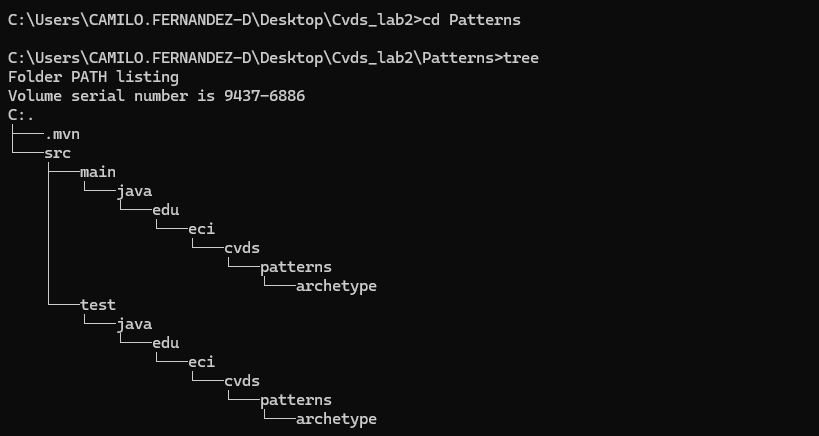 C:\Users\CAMILO.FERNANDEZ-D\Desktop\Cvds_lab2>cd Patterns
C:\Users\CAMILO.FERNANDEZ-D\Desktop\Cvds_lab2\Patterns>tree
Folder PATH listing
Volume serial number is 9437-6886
C:.
├───.mvn
└───src
    ├───main
    │   └───java
    │       └───edu
    │           └───eci
    │               └───cvds
    │                   └───patterns
    │                       └───archetype
    └───test
        └───java
            └───edu
                └───eci
                    └───cvds
                        └───patterns
                            └───archetype